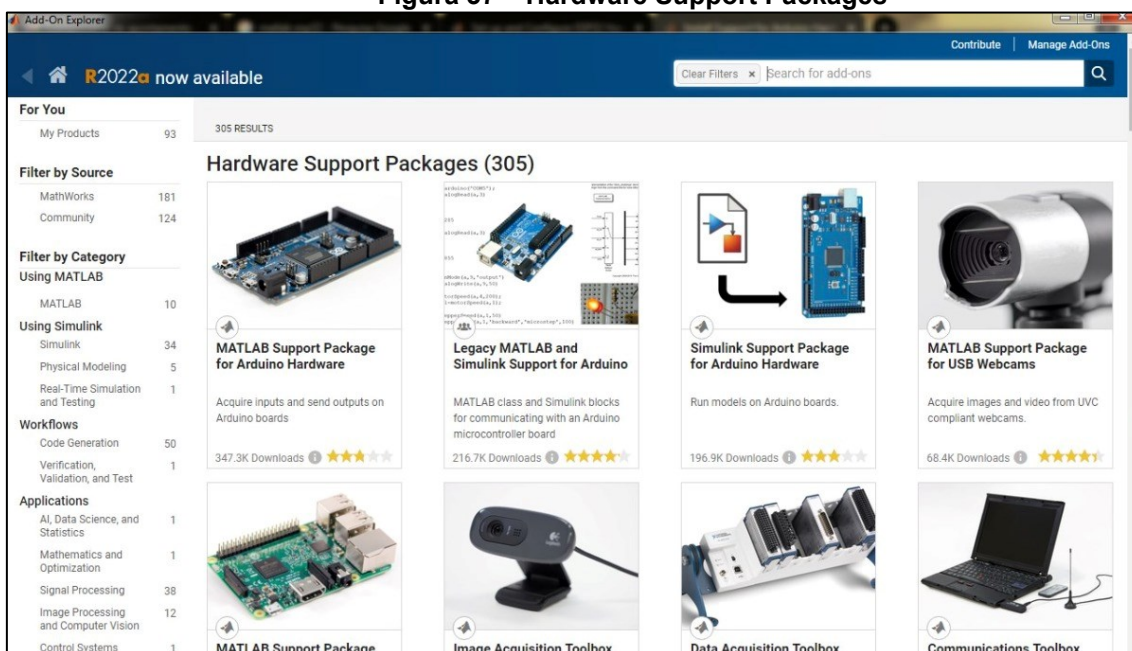 Figura 37 – Hardware Support Packages
Add-On Explorer
Contribute | Manage Add-Ons
R2022a now available
Clear Filters × Search for add-ons
For You
My Products 93
Filter by Source
MathWorks 181
Community 124
Filter by Category
Using MATLAB
MATLAB 10
Using Simulink
Simulink 34
Physical Modeling 5
Real-Time Simulation 1
and Testing
Workflows
Code Generation 50
Verification, 1
Validation, and Test
Applications
AI, Data Science, and 1
Statistics
Mathematics and 1
Optimization
Signal Processing 38
Image Processing 12
and Computer Vision
Control Systems 1
305 RESULTS
Hardware Support Packages (305)
MATLAB Support Package
for Arduino Hardware
Acquire inputs and send outputs on
Arduino boards
347.3K Downloads
Legacy MATLAB and
Simulink Support for Arduino
MATLAB class and Simulink blocks
for communicating with an Arduino
microcontroller board
216.7K Downloads
Simulink Support Package
for Arduino Hardware
Run models on Arduino boards.
196.9K Downloads
MATLAB Support Package
for USB Webcams
Acquire images and video from UVC
compliant webcams.
68.4K Downloads
MATLAB Support Package
Image Acquisition Toolbox
Data Acquisition Toolbox
Communications Toolbox